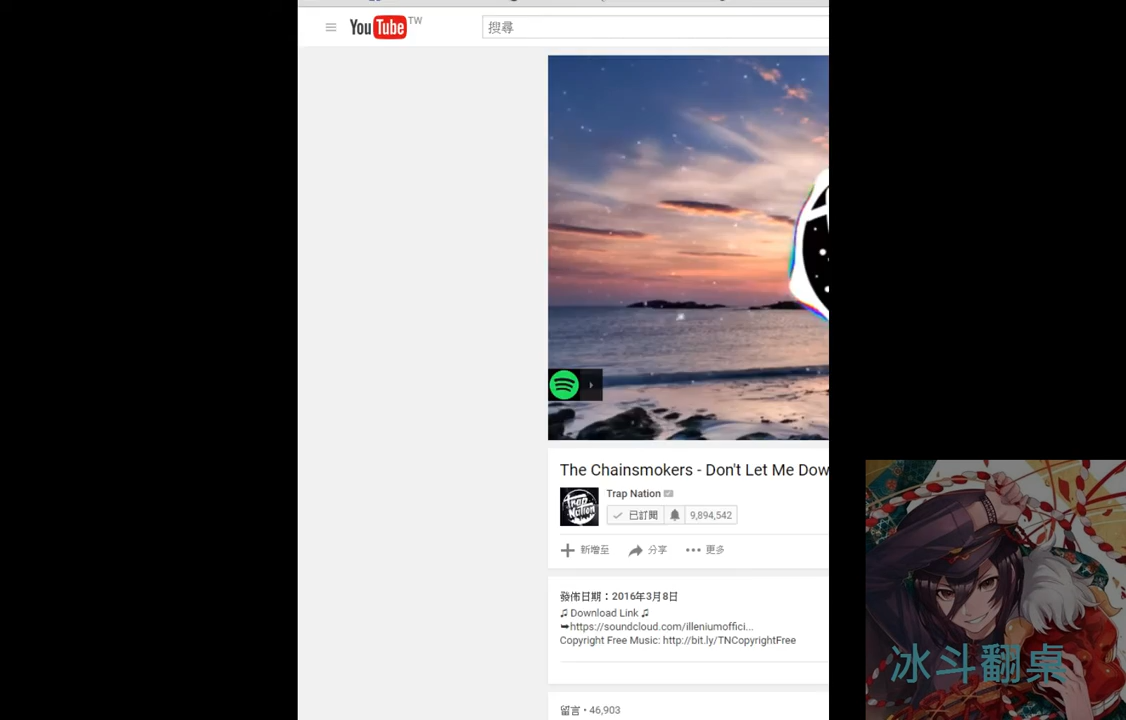 YouTube TW
搜尋
The Chainsmokers - Don't Let Me Dow
Trap Nation
Trap Nation
已訂閱 9,894,542
新增至 分享 更多
發佈日期：2016年3月8日
♫ Download Link ♫
➥https://soundcloud.com/illeniumoffici...
Copyright Free Music: http://bit.ly/TNCopyrightFree
留言 • 46,903
冰斗翻桌